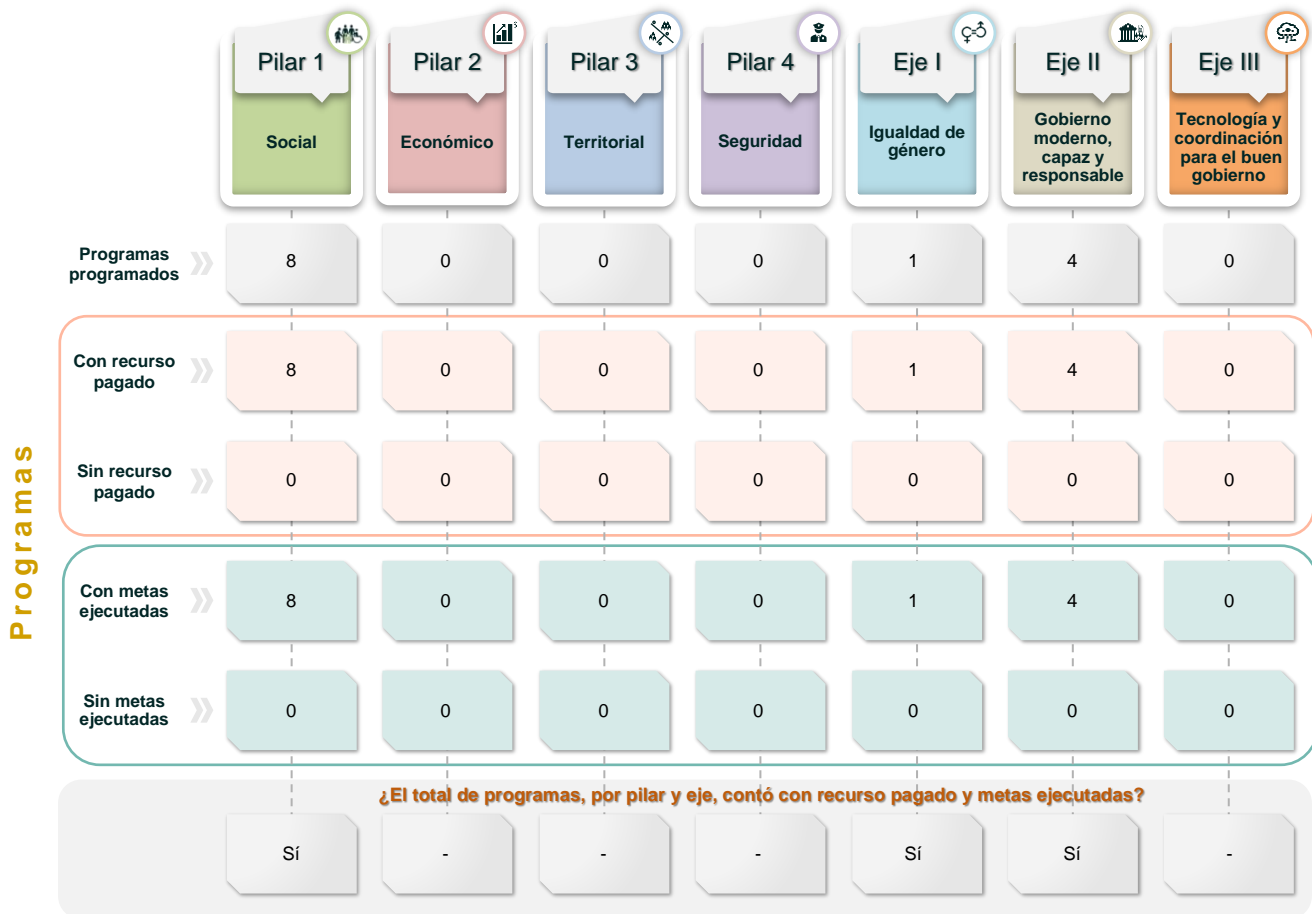 Pilar 1
Pilar 2
Pilar 3
Pilar 4
Eje I
Eje II
Eje III
Social
Económico
Territorial
Seguridad
Igualdad de
género
Gobierno
moderno,
capaz y
responsable
Tecnología y
coordinación
para el buen
gobierno
Programas
Programas
programados
8 0 0 0 1 4 0
Con recurso
pagado
8 0 0 0 1 4 0
Sin recurso
pagado
0 0 0 0 0 0 0
Con metas
ejecutadas
8 0 0 0 1 4 0
Sin metas
ejecutadas
0 0 0 0 0 0 0
¿El total de programas, por pilar y eje, contó con recurso pagado y metas ejecutadas?
Sí - - - Sí Sí -